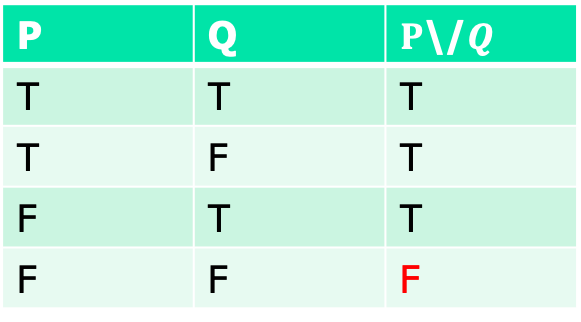 P Q P\/Q
T T T
T F T
F T T
F F F